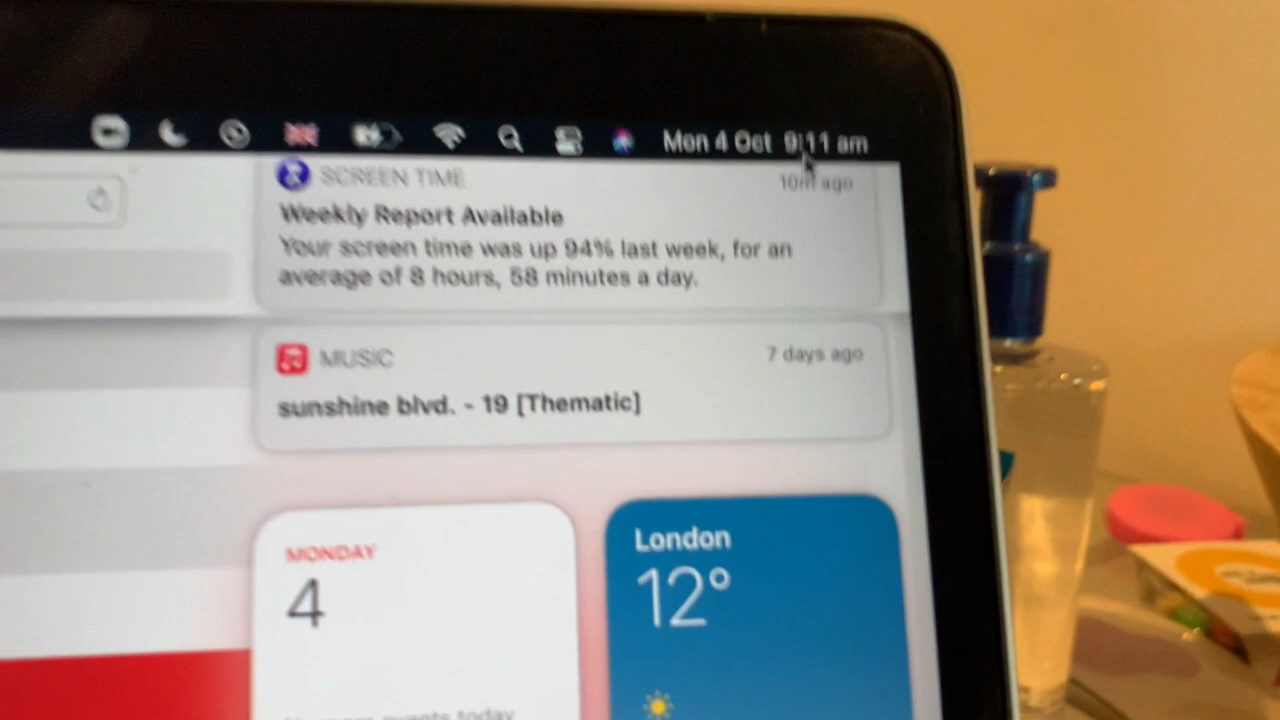 Mon 4 Oct 9:11 am
SCREEN TIME
10m ago
Weekly Report Available
Your screen time was up 94% last week, for an
average of 8 hours, 58 minutes a day.
MUSIC
7 days ago
sunshine blvd. - 19 [Thematic]
MONDAY
4
London
12°
events today